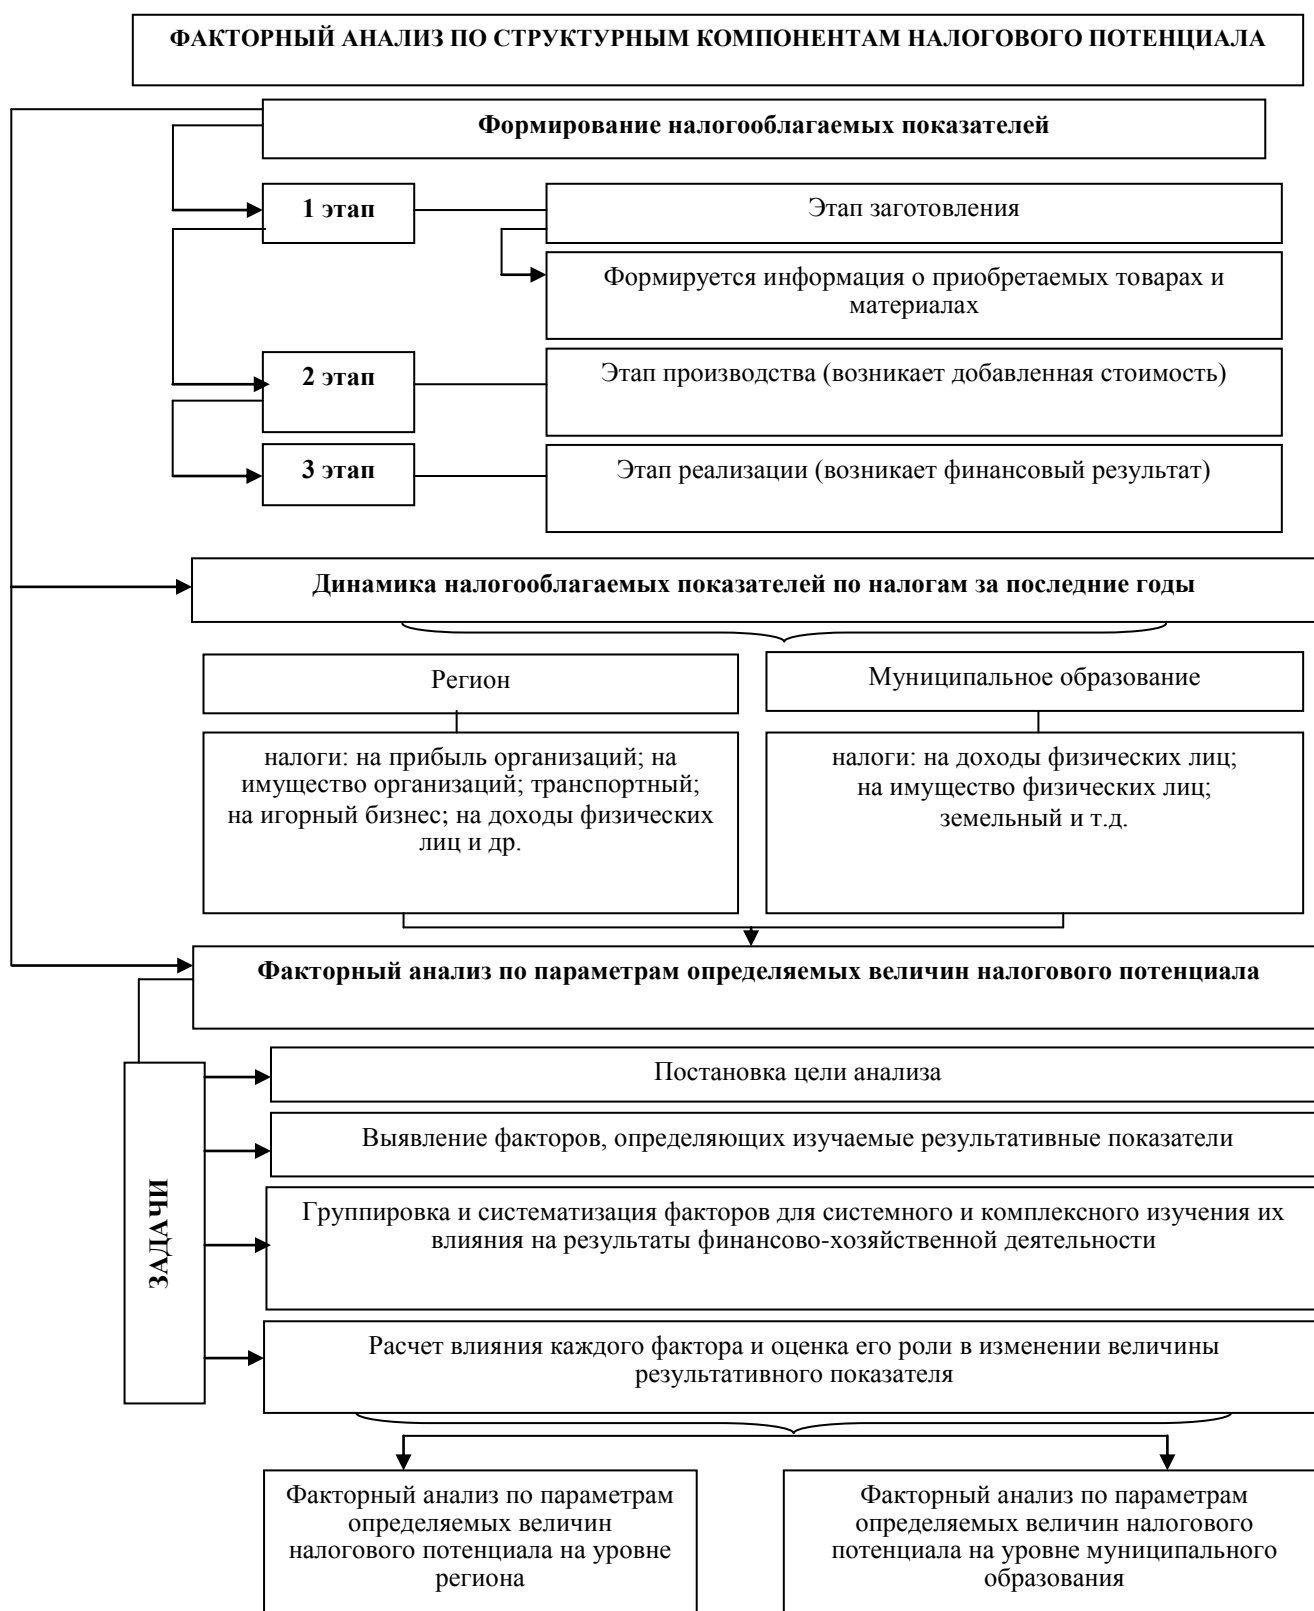 ФАКТОРНЫЙ АНАЛИЗ ПО СТРУКТУРНЫМ КОМПОНЕНТАМ НАЛОГОВОГО ПОТЕНЦИАЛА
Формирование налогооблагаемых показателей
1 этап
Этап заготовления
Формируется информация о приобретаемых товарах и
материалах
2 этап
Этап производства (возникает добавленная стоимость)
3 этап
Этап реализации (возникает финансовый результат)
Динамика налогооблагаемых показателей по налогам за последние годы
Регион
Муниципальное образование
налоги: на прибыль организаций; на
имущество организаций; транспортный;
на игорный бизнес; на доходы физических
лиц и др.
налоги: на доходы физических лиц;
на имущество физических лиц;
земельный и т.д.
Факторный анализ по параметрам определяемых величин налогового потенциала
ЗАДАЧИ
Постановка цели анализа
Выявление факторов, определяющих изучаемые результативные показатели
Группировка и систематизация факторов для системного и комплексного изучения их
влияния на результаты финансово-хозяйственной деятельности
Расчет влияния каждого фактора и оценка его роли в изменении величины
результативного показателя
Факторный анализ по параметрам
определяемых величин
налогового потенциала на уровне
региона
Факторный анализ по параметрам
определяемых величин налогового
потенциала на уровне муниципального
образования